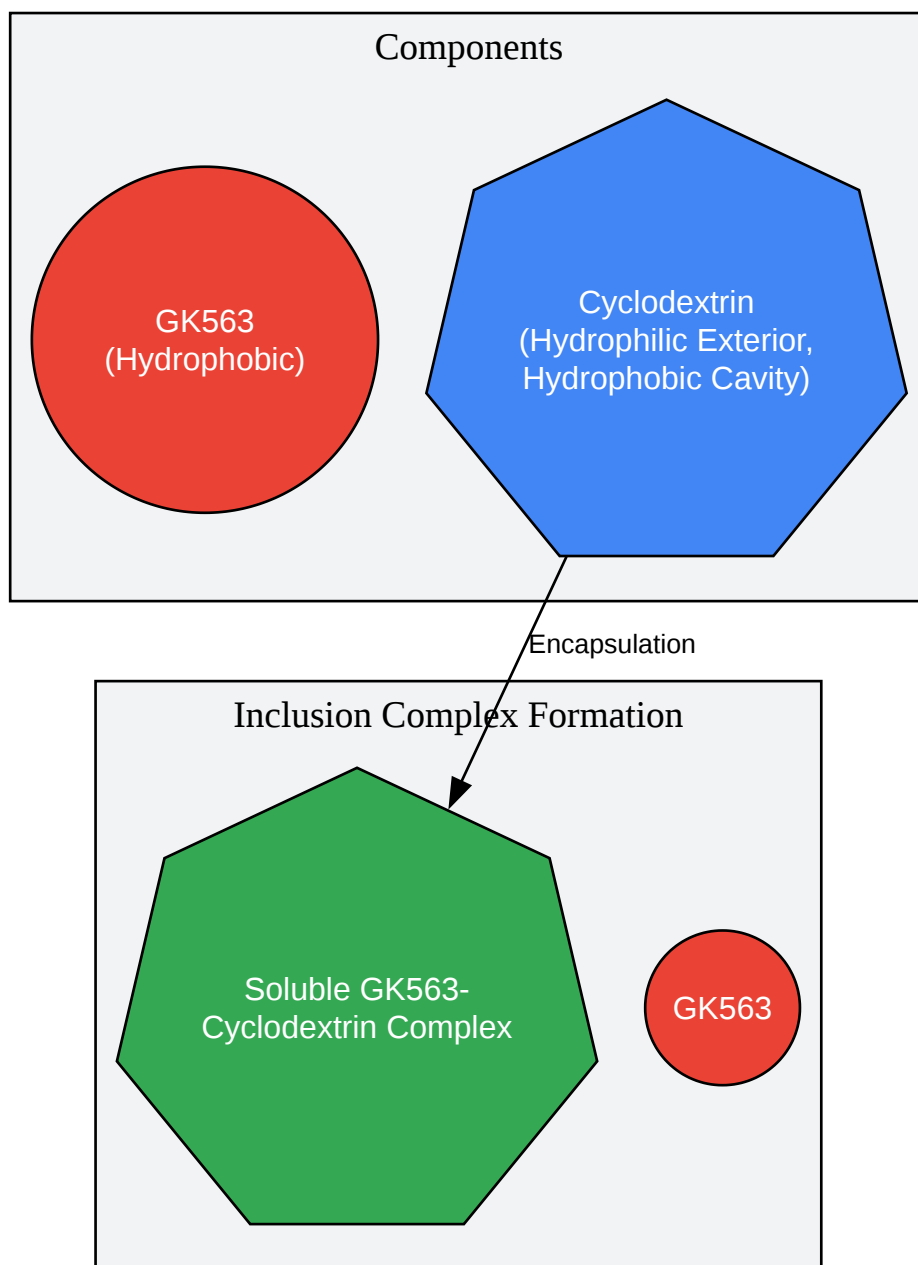 Components
GK563
(Hydrophobic)
Cyclodextrin
(Hydrophilic Exterior,
Hydrophobic Cavity)
Encapsulation
Inclusion Complex Formation
Soluble GK563-
Cyclodextrin Complex
GK563